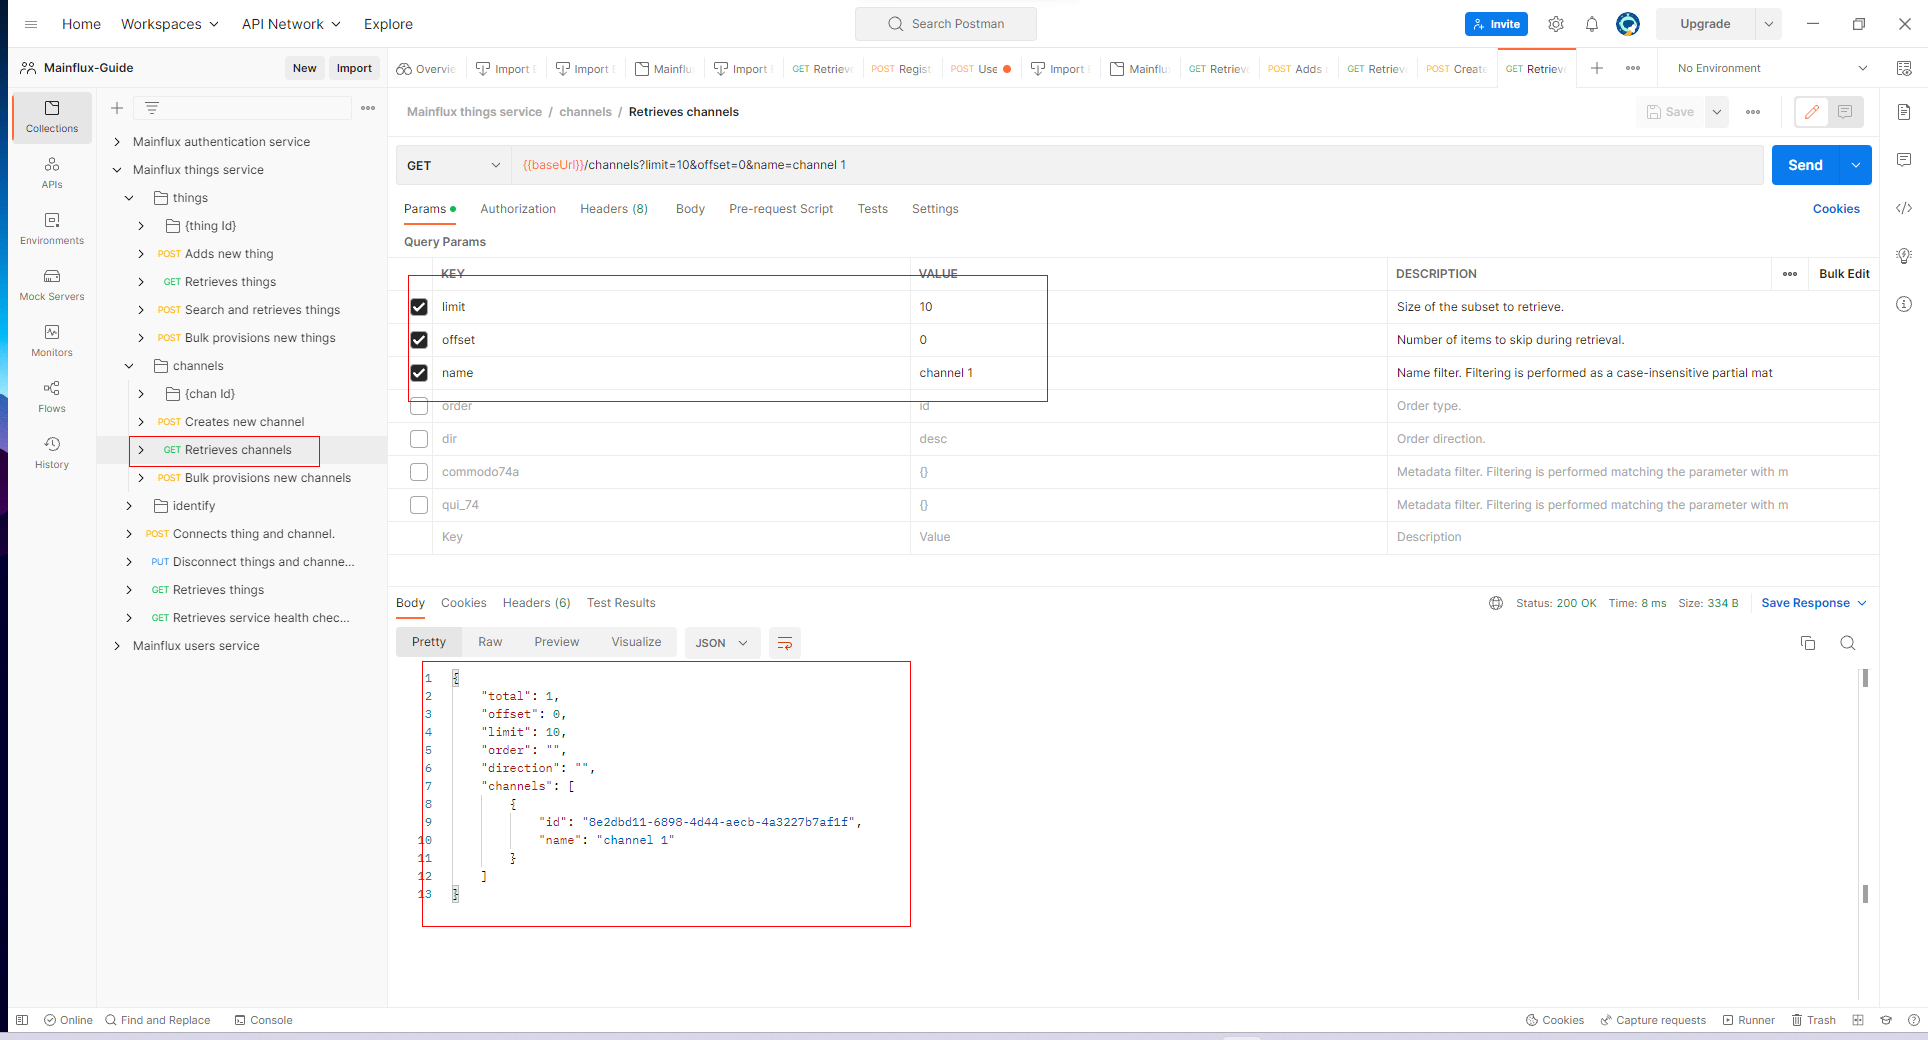 Home Workspaces API Network Explore Search Postman Invite Upgrade
Mainflux-Guide New Import
Overvie Import Import Mainflu Import GET Retrieve POST Regist POST Use Import Mainflu GET Retrieve POST Adds GET Retriev POST Create GET Retriev No Environment
Collections
APIs
Environments
Mock Servers
Monitors
Flows
History
Mainflux authentication service
Mainflux things service
things
{thing Id}
POST Adds new thing
GET Retrieves things
POST Search and retrieves things
POST Bulk provisions new things
channels
{chan Id}
POST Creates new channel
GET Retrieves channels
POST Bulk provisions new channels
identify
POST Connects thing and channel.
PUT Disconnect things and channe...
GET Retrieves things
GET Retrieves service health chec...
Mainflux users service
Mainflux things service / channels / Retrieves channels Save
GET {{baseUrl}}/channels?limit=10&offset=0&name=channel 1 Send
Params Authorization Headers (8) Body Pre-request Script Tests Settings Cookies
Query Params
KEY VALUE DESCRIPTION Bulk Edit
limit 10 Size of the subset to retrieve.
offset 0 Number of items to skip during retrieval.
name channel 1 Name filter. Filtering is performed as a case-insensitive partial mat
order id Order type.
dir desc Order direction.
commodo74a {} Metadata filter. Filtering is performed matching the parameter with m
qui_74 {} Metadata filter. Filtering is performed matching the parameter with m
Key Value Description
Body Cookies Headers (6) Test Results Status: 200 OK Time: 8 ms Size: 334 B Save Response
Pretty Raw Preview Visualize JSON
1 {
2 "total": 1,
3 "offset": 0,
4 "limit": 10,
5 "order": "",
6 "direction": "",
7 "channels": [
8 {
9 "id": "8e2dbd11-6898-4d44-aecb-4a3227b7af1f",
10 "name": "channel 1"
11 }
12 ]
13 }
Online Find and Replace Console Cookies Capture requests Runner Trash